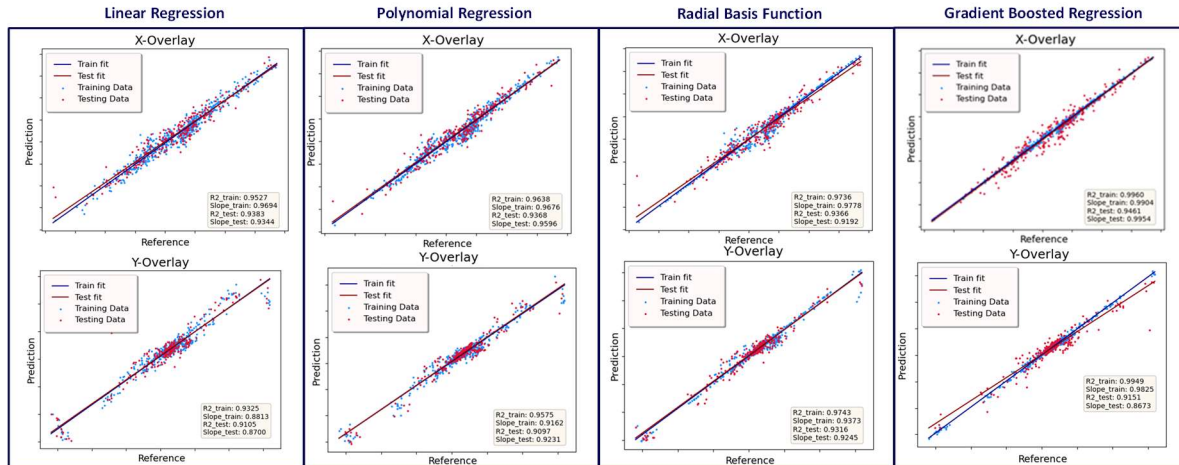 Linear Regression
Polynomial Regression
Radial Basis Function
Gradient Boosted Regression
X-Overlay
Train fit
Test fit
Training Data
Testing Data
Prediction
R2_train: 0.9527
Slope_train: 0.9694
R2_test: 0.9383
Slope_test: 0.9344
Reference
X-Overlay
Train fit
Test fit
Training Data
Testing Data
Prediction
R2_train: 0.9638
Slope_train: 0.9676
R2_test: 0.9368
Slope_test: 0.9596
Reference
X-Overlay
Train fit
Test fit
Training Data
Testing Data
Prediction
R2_train: 0.9736
Slope_train: 0.9778
R2_test: 0.9366
Slope_test: 0.9192
Reference
X-Overlay
Train fit
Test fit
Training Data
Testing Data
Prediction
R2_train: 0.9960
Slope_train: 0.9904
R2_test: 0.9461
Slope_test: 0.9954
Reference
Y-Overlay
Train fit
Test fit
Training Data
Testing Data
Prediction
R2_train: 0.9325
Slope_train: 0.8813
R2_test: 0.9105
Slope_test: 0.8700
Reference
Y-Overlay
Train fit
Test fit
Training Data
Testing Data
Prediction
R2_train: 0.9575
Slope_train: 0.9162
R2_test: 0.9097
Slope_test: 0.9231
Reference
Y-Overlay
Train fit
Test fit
Training Data
Testing Data
Prediction
R2_train: 0.9743
Slope_train: 0.9373
R2_test: 0.9316
Slope_test: 0.9245
Reference
Y-Overlay
Train fit
Test fit
Training Data
Testing Data
Prediction
R2_train: 0.9949
Slope_train: 0.9825
R2_test: 0.9151
Slope_test: 0.8673
Reference